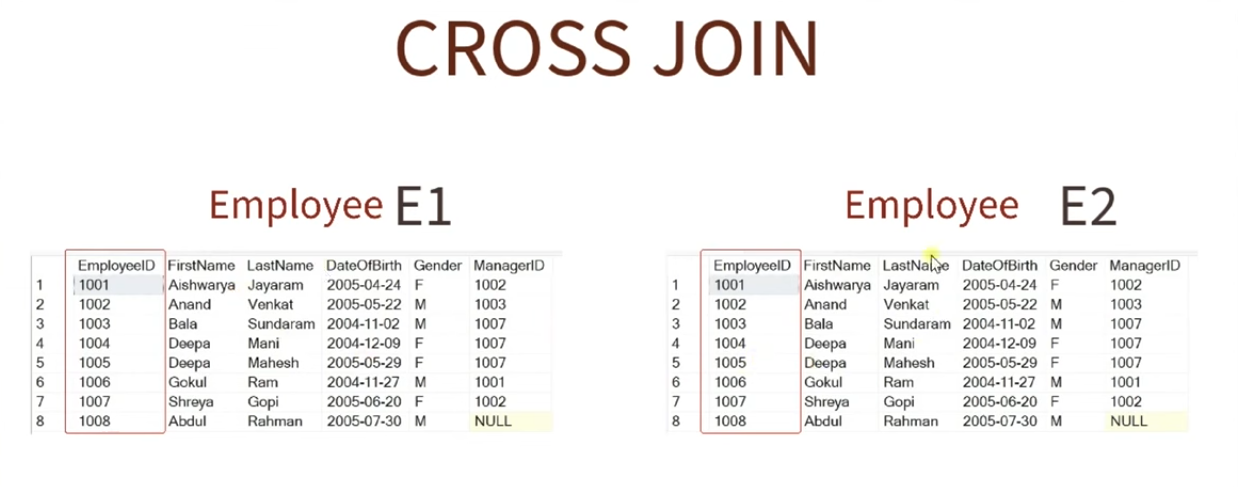 CROSS JOIN
Employee E1
EmployeeID FirstName LastName DateOfBirth Gender ManagerID
1 1001 Aishwarya Jayaram 2005-04-24 F 1002
2 1002 Anand Venkat 2005-05-22 M 1003
3 1003 Bala Sundaram 2004-11-02 M 1007
4 1004 Deepa Mani 2004-12-09 F 1007
5 1005 Deepa Mahesh 2005-05-29 F 1007
6 1006 Gokul Ram 2004-11-27 M 1001
7 1007 Shreya Gopi 2005-06-20 F 1002
8 1008 Abdul Rahman 2005-07-30 M NULL
Employee E2
EmployeeID FirstName LastName DateOfBirth Gender ManagerID
1 1001 Aishwarya Jayaram 2005-04-24 F 1002
2 1002 Anand Venkat 2005-05-22 M 1003
3 1003 Bala Sundaram 2004-11-02 M 1007
4 1004 Deepa Mani 2004-12-09 F 1007
5 1005 Deepa Mahesh 2005-05-29 F 1007
6 1006 Gokul Ram 2004-11-27 M 1001
7 1007 Shreya Gopi 2005-06-20 F 1002
8 1008 Abdul Rahman 2005-07-30 M NULL